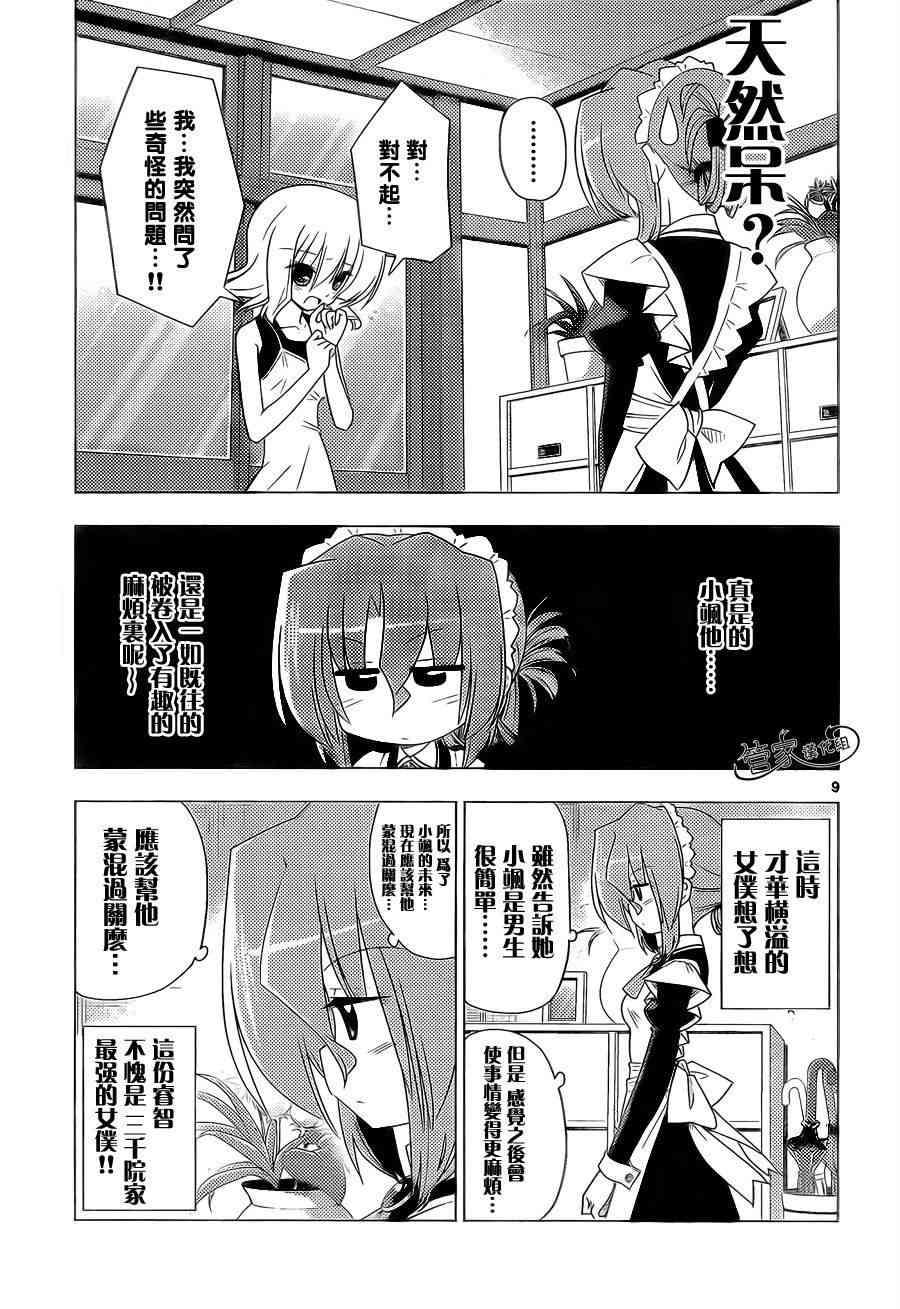 天然呆？
………
對…
對不起…
我…我突然問了
些奇怪的問題…!!
真是的
小颯他……
還是一如既往的
被卷入了有趣的
麻煩裏呢～
管家漢化組
9
這時
才華橫溢的
女僕想了想
雖然告訴她
小颯是男生
很簡單……
但是 感覺之後會
使事情變得更麻煩…
所以 爲了
小颯的未來…
現在應該幫他
蒙混過關麼…
應該幫他
蒙混過關麼…
這份睿智
不愧是三千院家
最强的女僕!!